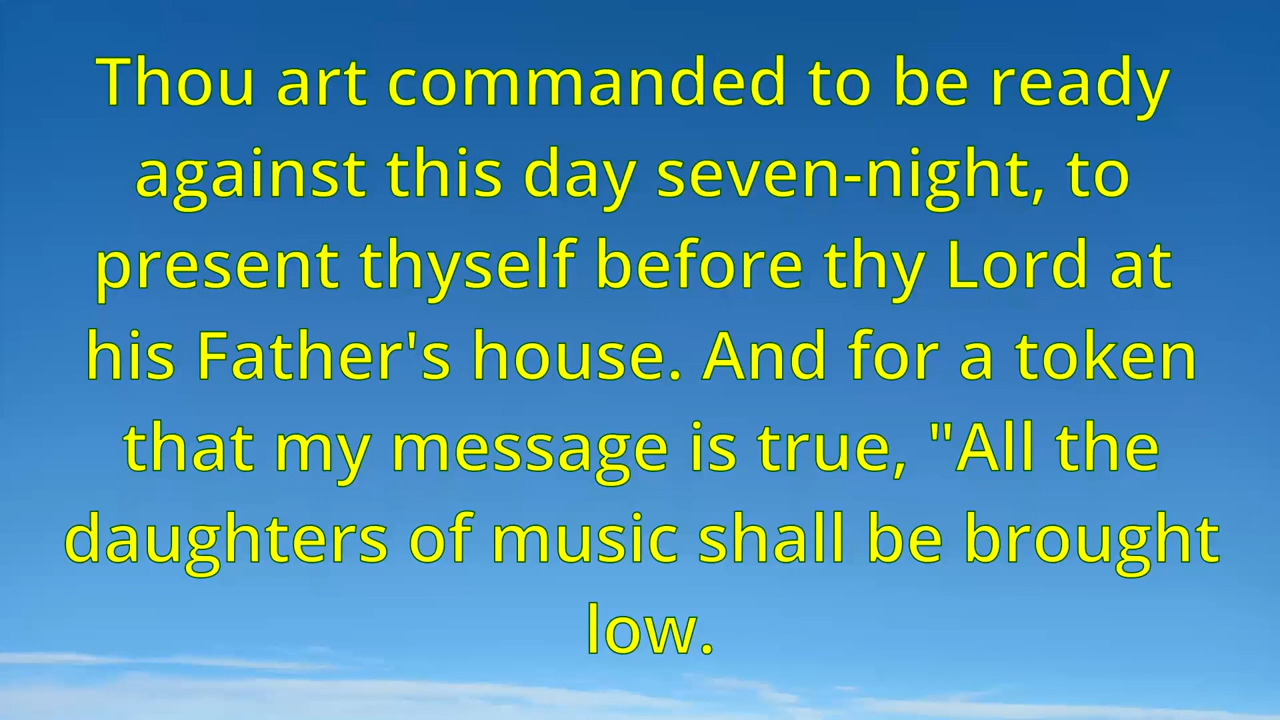 Thou art commanded to be ready
against this day seven-night, to
present thyself before thy Lord at
his Father's house. And for a token
that my message is true, "All the
daughters of music shall be brought
low.